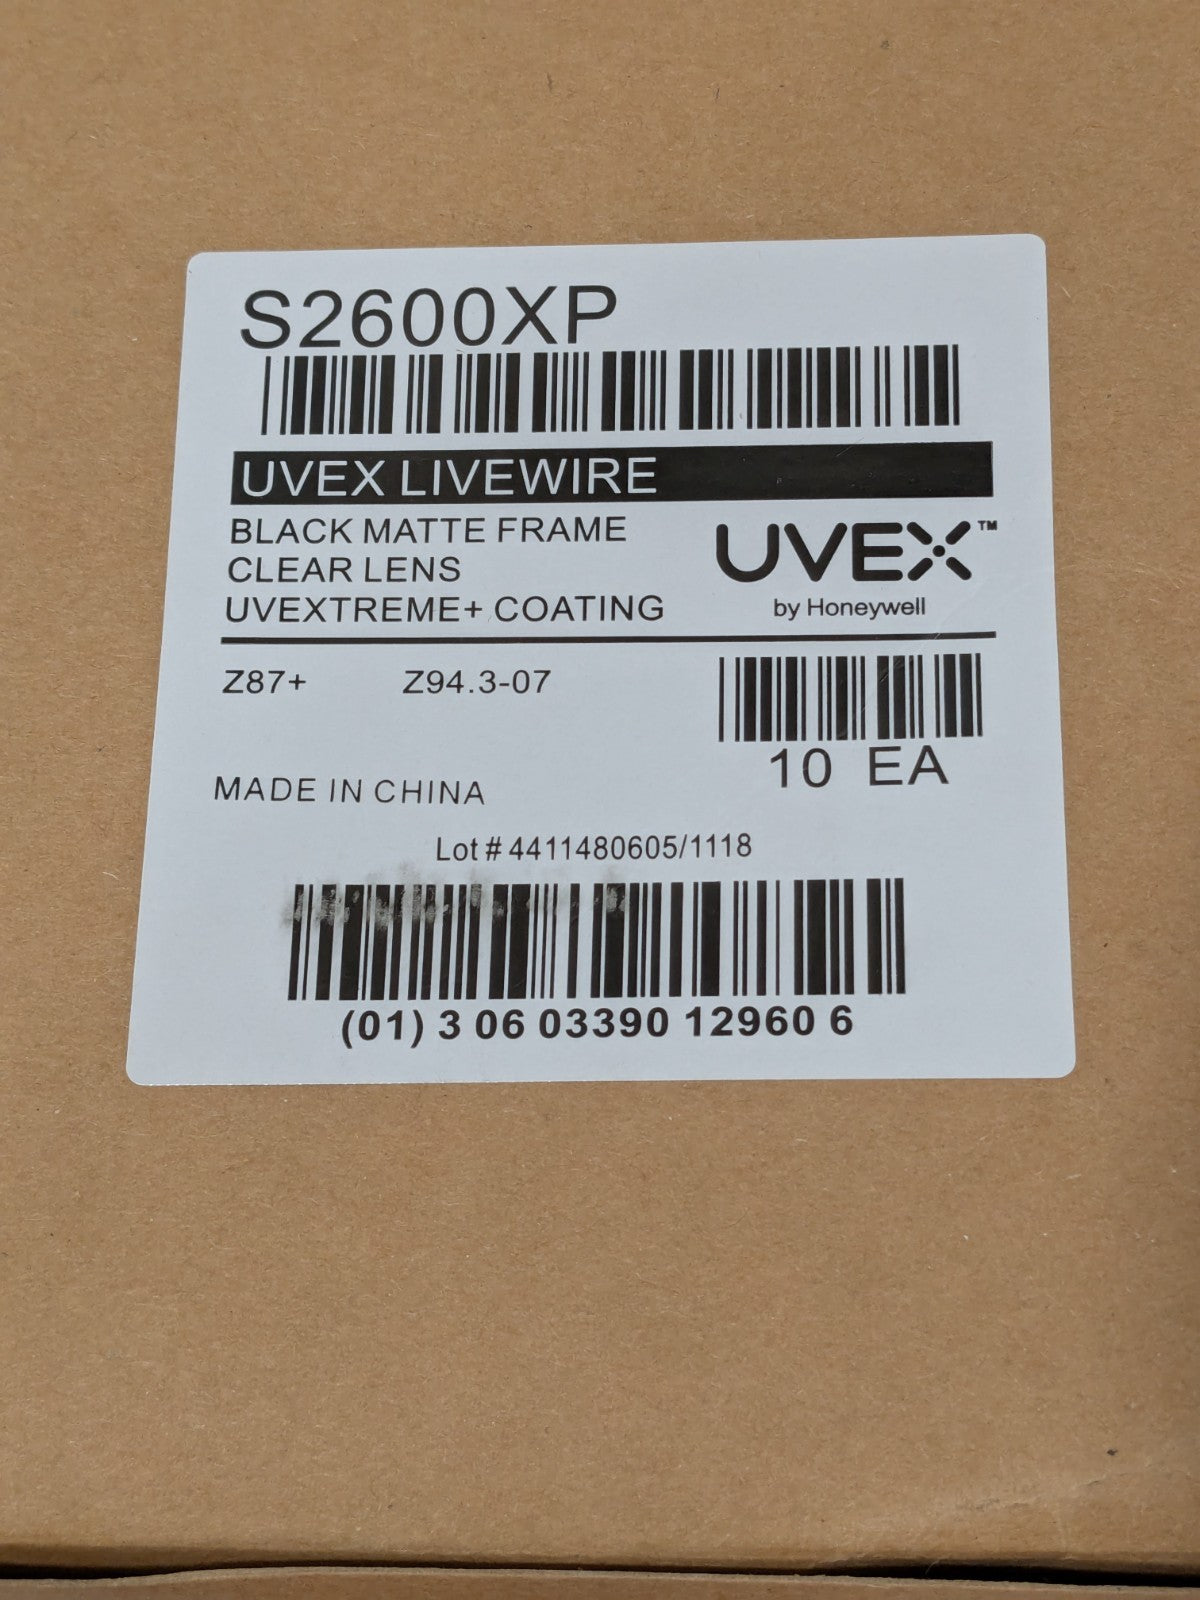 S2600XP
UVEX LIVEWIRE
BLACK MATTE FRAME
CLEAR LENS
UVEXTREME+ COATING
UVEX™
by Honeywell
Z87+ Z94.3-07
10 EA
MADE IN CHINA
Lot # 4411480605/1118
(01) 3 06 03390 12960 6